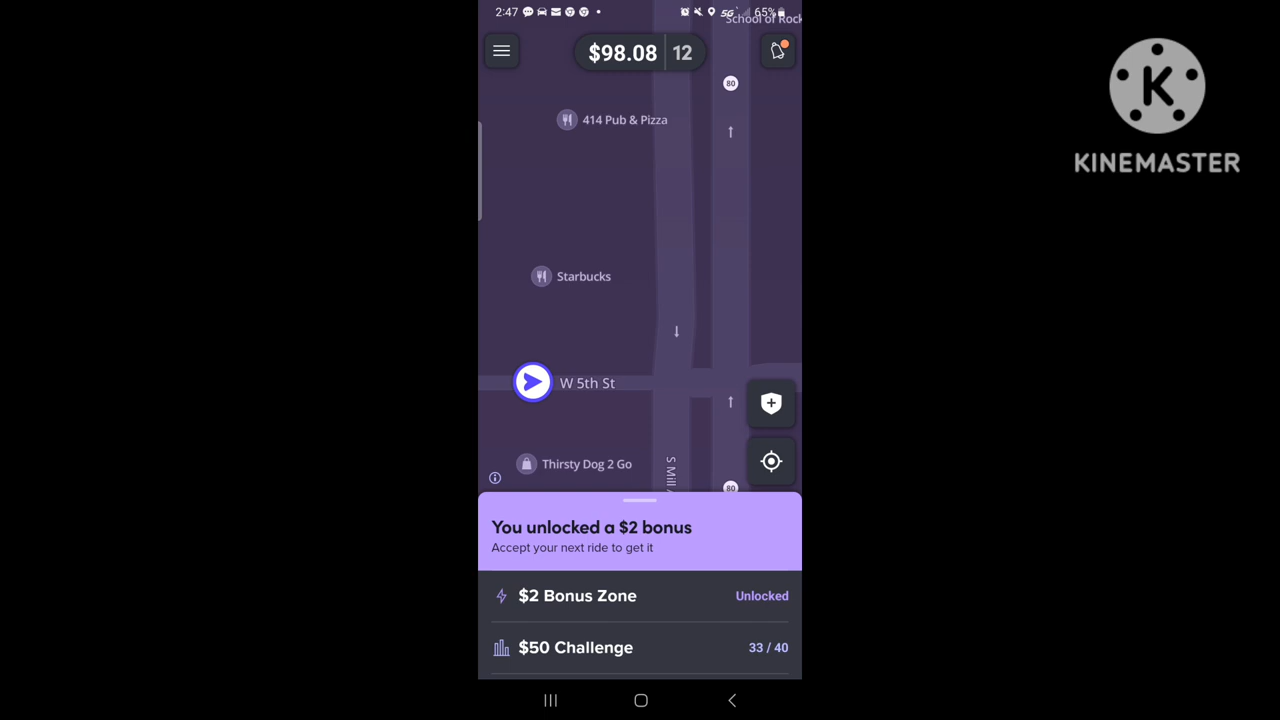 2:47
5G
65%
School of Rock
$98.08 12
80
414 Pub & Pizza
Starbucks
W 5th St
Thirsty Dog 2 Go
S Mill
80
You unlocked a $2 bonus
Accept your next ride to get it
$2 Bonus Zone Unlocked
$50 Challenge 33 / 40
K
KINEMASTER